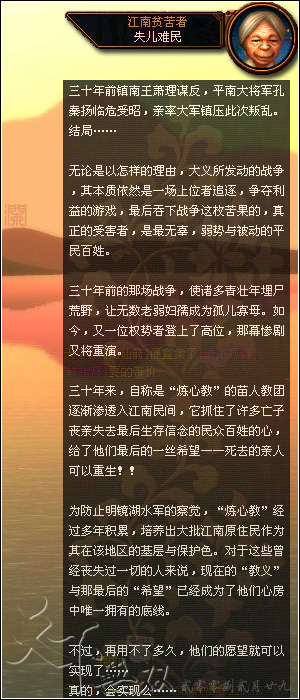 江南贫苦者
失儿难民
三十年前镇南王萧理谋反，平南大将军孔
秦扬临危受昭，亲率大军镇压此次叛乱。
结局……
无论是以怎样的理由，大义所发动的战争
，其本质依然是一场上位者追逐，争夺利
益的游戏，最后吞下战争这枚苦果的，真
正的受害者，是最无辜，弱势与被动的平
民百姓。
三十年前的那场战争，使诸多青壮年埋尸
荒野，让无数老弱妇孺成为孤儿寡母。如
今，又一位权势者登上了高位，那幕惨剧
又将重演。
三十年来，自称是“炼心教”的苗人教团
逐渐渗透入江南民间，它抓住了许多亡子
丧亲失去最后生存信念的民众百姓的心，
给了他们最后的一丝希望——死去的亲人
可以重生！！
为防止明镜湖水军的察觉，“炼心教”经
过多年积累，培养出大批江南原住民作为
其在该地区的基层与保护色。对于这些曾
经丧失过一切的人来说，现在的“教义”
与那最后的“希望”已经成为了他们心房
中唯一拥有的底线。
不过，再用不了多久，他们的愿望就可以
实现了……
真的，会实现么……
贰零零捌贰月廿九